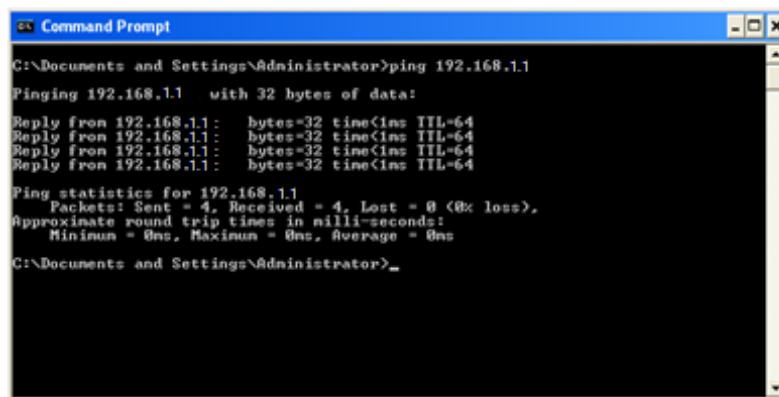 Command Prompt
C:\Documents and Settings\Administrator>ping 192.168.1.1
Pinging 192.168.1.1 with 32 bytes of data:
Reply from 192.168.1.1: bytes=32 time<1ms TTL=64
Reply from 192.168.1.1: bytes=32 time<1ms TTL=64
Reply from 192.168.1.1: bytes=32 time<1ms TTL=64
Reply from 192.168.1.1: bytes=32 time<1ms TTL=64
Ping statistics for 192.168.1.1
Packets: Sent = 4, Received = 4, Lost = 0 (0% loss),
Approximate round trip times in milli-seconds:
Minimum = 0ms, Maximum = 0ms, Average = 0ms
C:\Documents and Settings\Administrator>_